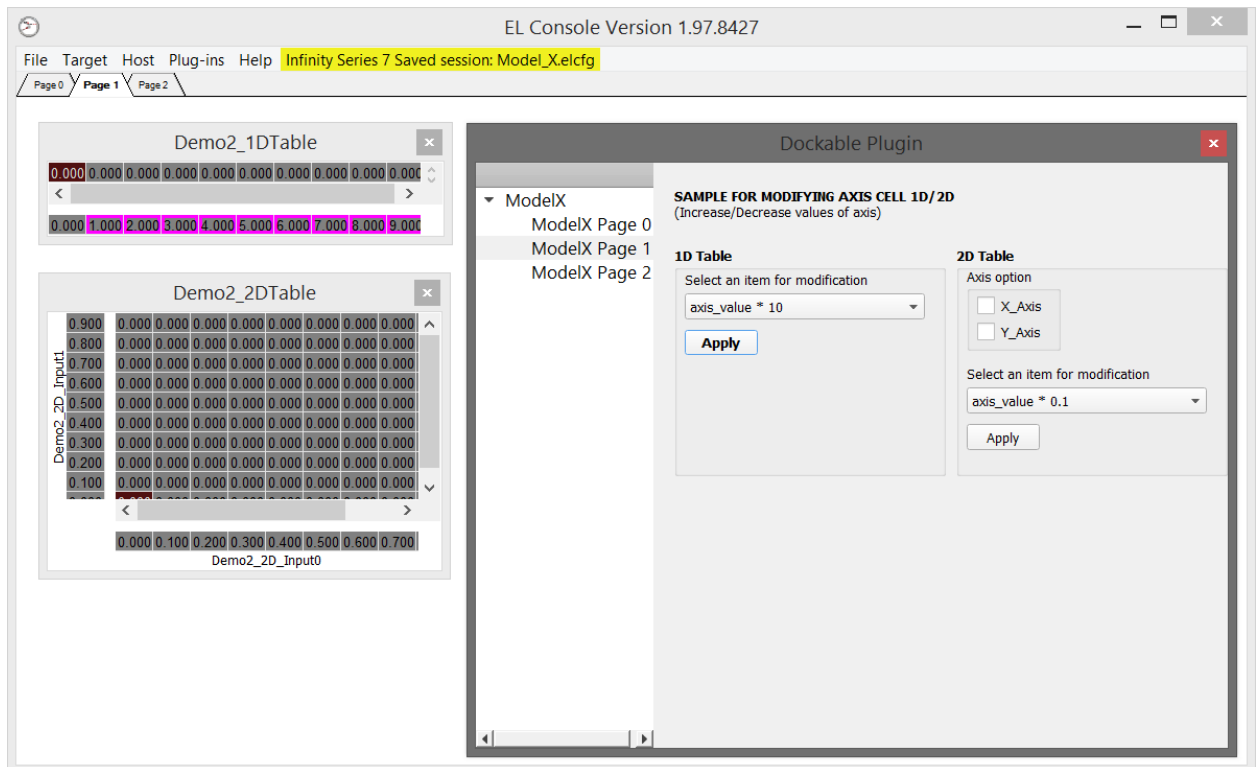 EL Console Version 1.97.8427
File Target Host Plug-ins Help Infinity Series 7 Saved session: Model_X.elcfg
Page 0 Page 1 Page 2
Demo2_1DTable
0.000 0.000 0.000 0.000 0.000 0.000 0.000 0.000 0.000 0.000
0.000 1.000 2.000 3.000 4.000 5.000 6.000 7.000 8.000 9.000
Demo2_2DTable
Demo2_2D_Input1
0.900 0.000 0.000 0.000 0.000 0.000 0.000 0.000 0.000
0.800 0.000 0.000 0.000 0.000 0.000 0.000 0.000 0.000
0.700 0.000 0.000 0.000 0.000 0.000 0.000 0.000 0.000
0.600 0.000 0.000 0.000 0.000 0.000 0.000 0.000 0.000
0.500 0.000 0.000 0.000 0.000 0.000 0.000 0.000 0.000
0.400 0.000 0.000 0.000 0.000 0.000 0.000 0.000 0.000
0.300 0.000 0.000 0.000 0.000 0.000 0.000 0.000 0.000
0.200 0.000 0.000 0.000 0.000 0.000 0.000 0.000 0.000
0.100 0.000 0.000 0.000 0.000 0.000 0.000 0.000 0.000
0.000 0.100 0.200 0.300 0.400 0.500 0.600 0.700
Demo2_2D_Input0
Dockable Plugin
ModelX
ModelX Page 0
ModelX Page 1
ModelX Page 2
SAMPLE FOR MODIFYING AXIS CELL 1D/2D
(Increase/Decrease values of axis)
1D Table
Select an item for modification
axis_value * 10
Apply
2D Table
Axis option
X_Axis
Y_Axis
Select an item for modification
axis_value * 0.1
Apply